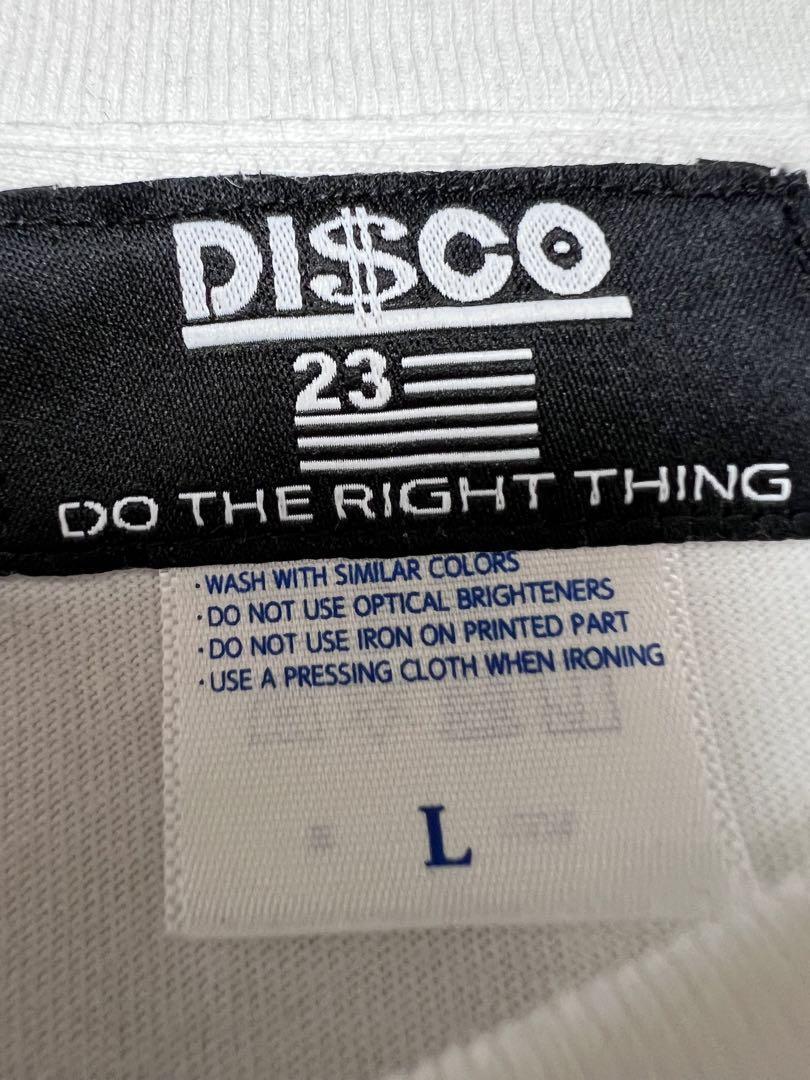 DI$CO
23
DO THE RIGHT THING
·WASH WITH SIMILAR COLORS
·DO NOT USE OPTICAL BRIGHTENERS
·DO NOT USE IRON ON PRINTED PART
·USE A PRESSING CLOTH WHEN IRONING
L